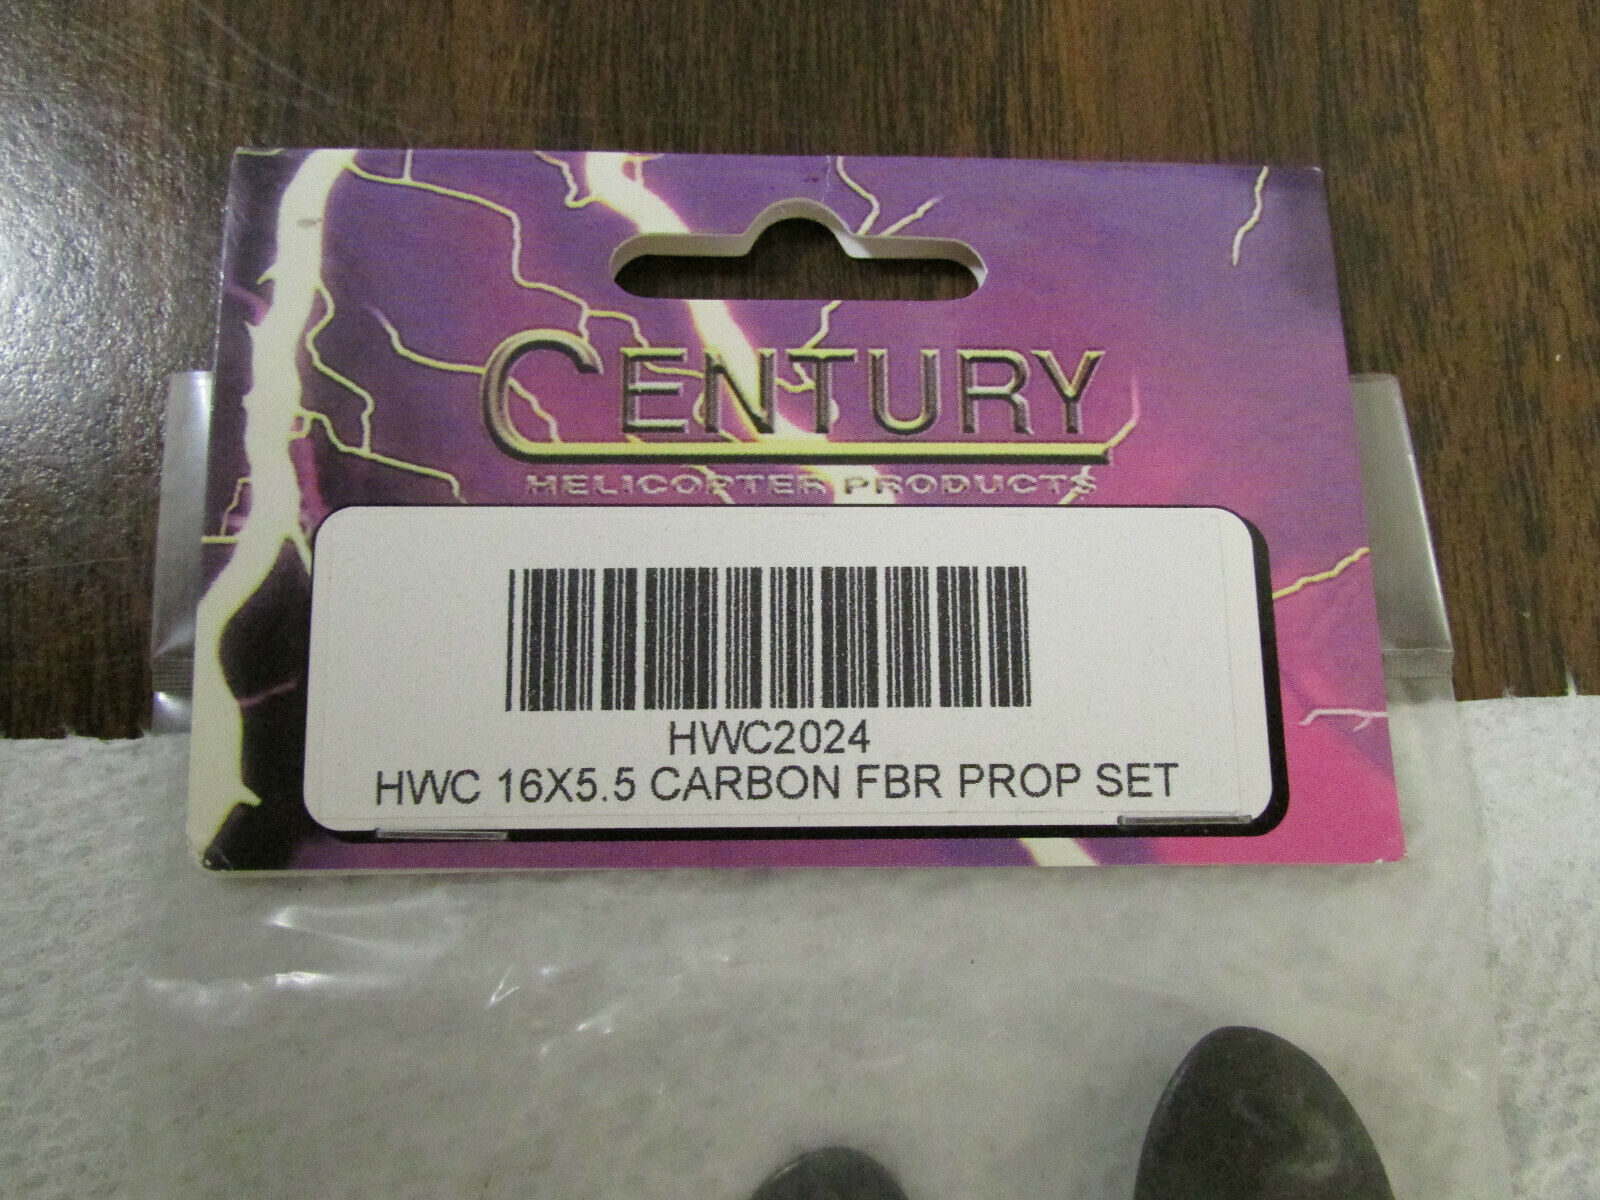 CENTURY
HELICOPTER PRODUCTS
HWC2024
HWC 16X5.5 CARBON FBR PROP SET